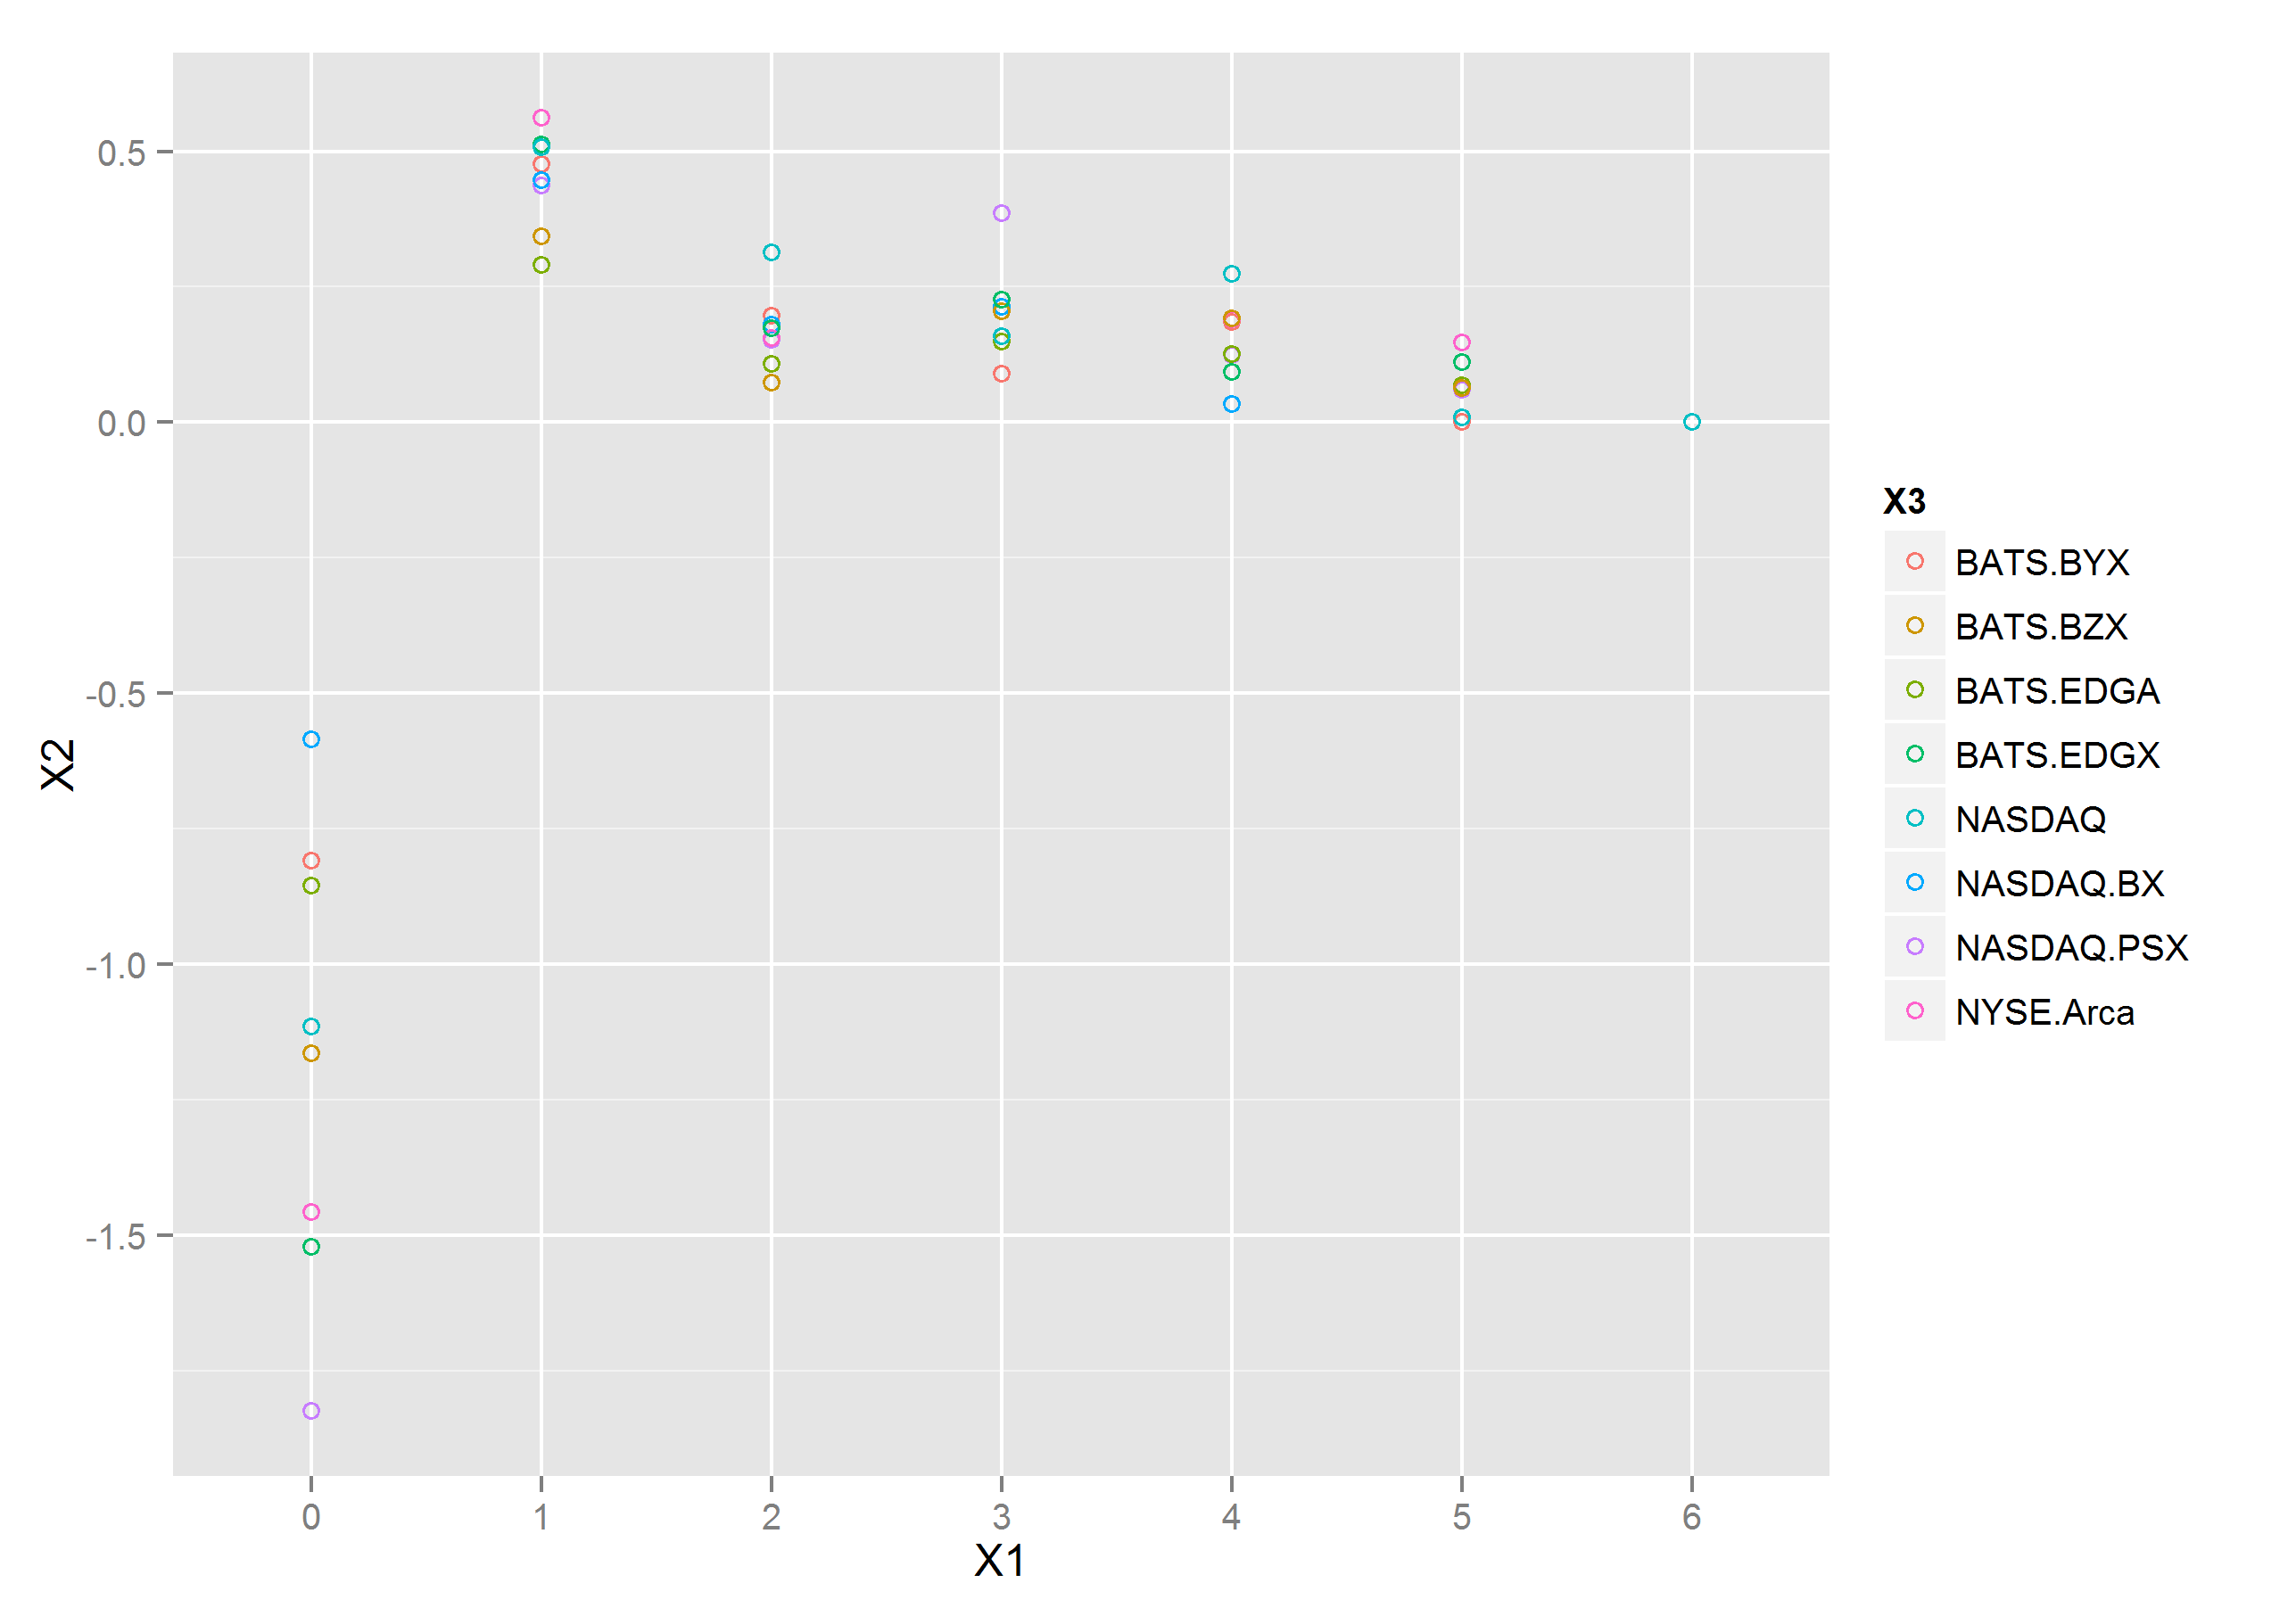 0.5
0.0
-0.5
-1.0
-1.5
X2
0 1 2 3 4 5 6
X1
X3
BATS.BYX
BATS.BZX
BATS.EDGA
BATS.EDGX
NASDAQ
NASDAQ.BX
NASDAQ.PSX
NYSE.Arca